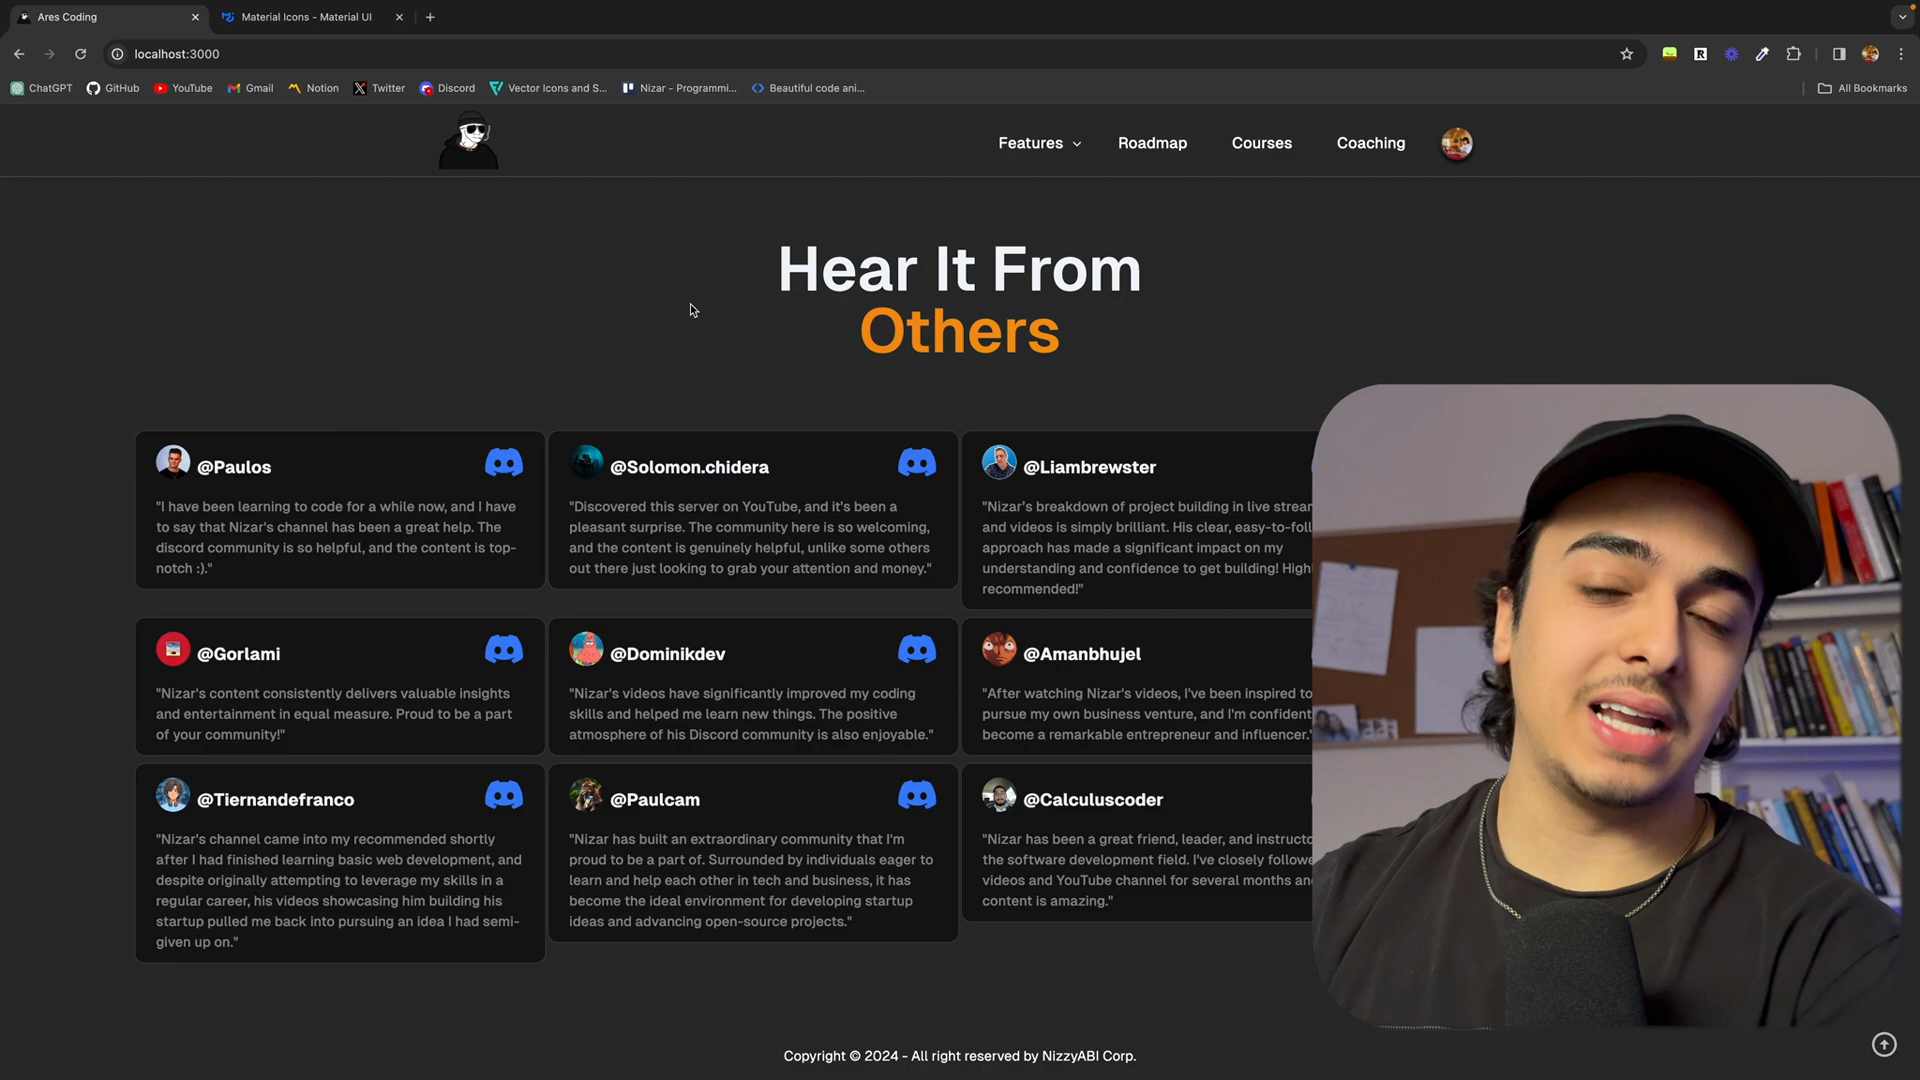 Ares Coding
Material Icons - Material UI
localhost:3000
ChatGPT
GitHub
YouTube
Gmail
Notion
Twitter
Discord
Vector Icons and S...
Nizar - Programmi...
Beautiful code ani...
All Bookmarks
Features
Roadmap
Courses
Coaching
Hear It From
Others
@Paulos
"I have been learning to code for a while now, and I have
to say that Nizar's channel has been a great help. The
discord community is so helpful, and the content is top-
notch :)."
@Solomon.chidera
"Discovered this server on YouTube, and it's been a
pleasant surprise. The community here is so welcoming,
and the content is genuinely helpful, unlike some others
out there just looking to grab your attention and money."
@Liambrewster
"Nizar's breakdown of project building in live
and videos is simply brilliant. His clear,
approach has made a significant impact on my
understanding and confidence to get building!
recommended!"
@Gorlami
"Nizar's content consistently delivers valuable insights
and entertainment in equal measure. Proud to be a part
of your community!"
@Dominikdev
"Nizar's videos have significantly improved my coding
skills and helped me learn new things. The positive
atmosphere of his Discord community is also enjoyable."
@Amanbhujel
"After watching Nizar's videos, I've been inspired to
pursue my own business venture, and I'm confident
become a remarkable entrepreneur and influencer."
@Tiernandefranco
"Nizar's channel came into my recommended shortly
after I had finished learning basic web development, and
despite originally attempting to leverage my skills in a
regular career, his videos showcasing him building his
startup pulled me back into pursuing an idea I had semi-
given up on."
@Paulcam
"Nizar has built an extraordinary community that I'm
proud to be a part of. Surrounded by individuals eager to
learn and help each other in tech and business, it has
become the ideal environment for developing startup
ideas and advancing open-source projects."
@Calculuscoder
"Nizar has been a great friend, leader, and
the software development field. I've closely
videos and YouTube channel for several months
content is amazing."
Copyright © 2024 - All right reserved by NizzyABI Corp.